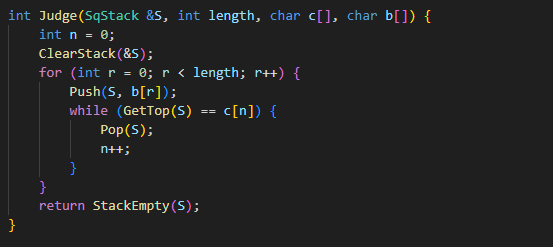 int Judge(SqStack &S, int length, char c[], char b[]) {
    int n = 0;
    ClearStack(&S);
    for (int r = 0; r < length; r++) {
        Push(S, b[r]);
        while (GetTop(S) == c[n]) {
            Pop(S);
            n++;
        }
    }
    return StackEmpty(S);
}